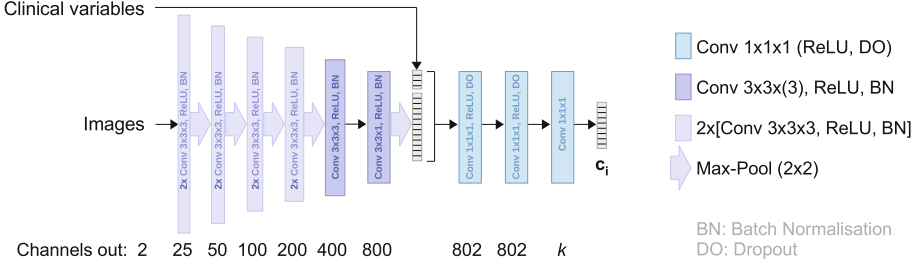 Clinical variables
Images
2x Conv 3x3x3, ReLU, BN
2x Conv 3x3x3, ReLU, BN
2x Conv 3x3x3, ReLU, BN
2x Conv 3x3x3, ReLU, BN
Conv 3x3x3, ReLU, BN
Conv 3x3x1, ReLU, BN
Conv 1x1x1, ReLU, DO
Conv 1x1x1, ReLU, DO
Conv 1x1x1
ci
Channels out: 2 25 50 100 200 400 800 802 802 k
Conv 1x1x1 (ReLU, DO)
Conv 3x3x(3), ReLU, BN
2x[Conv 3x3x3, ReLU, BN]
Max-Pool (2x2)
BN: Batch Normalisation
DO: Dropout